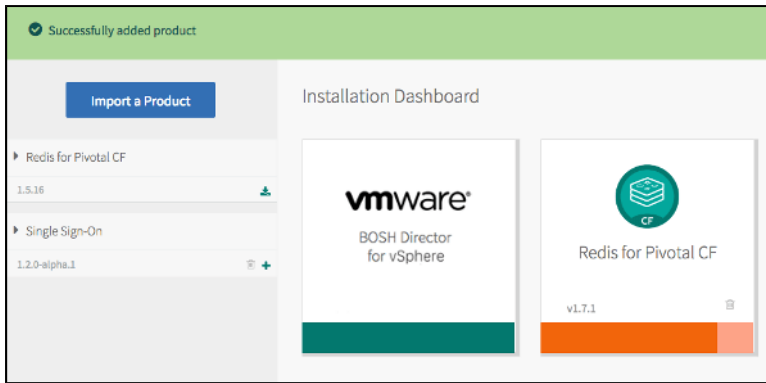 Successfully added product
Import a Product
Redis for Pivotal CF
1.5.16
Single Sign-On
1.2.0-alpha.1
Installation Dashboard
vmware®
BOSH Director
for vSphere
CF
Redis for Pivotal CF
v1.7.1